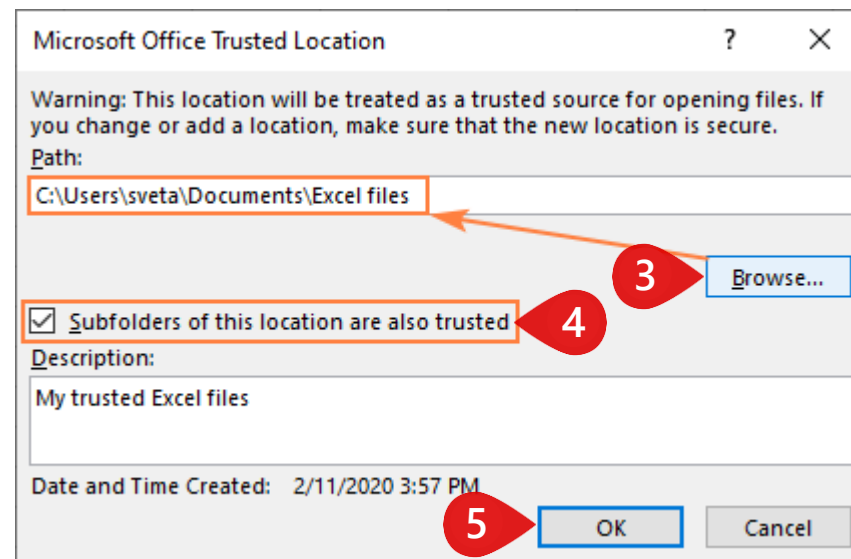 Microsoft Office Trusted Location ?
Warning: This location will be treated as a trusted source for opening files. If
you change or add a location, make sure that the new location is secure.
Path:
C:\Users\sveta\Documents\Excel files
3 Browse...
Subfolders of this location are also trusted 4
Description:
My trusted Excel files
Date and Time Created: 2/11/2020 3:57 PM
5 OK Cancel